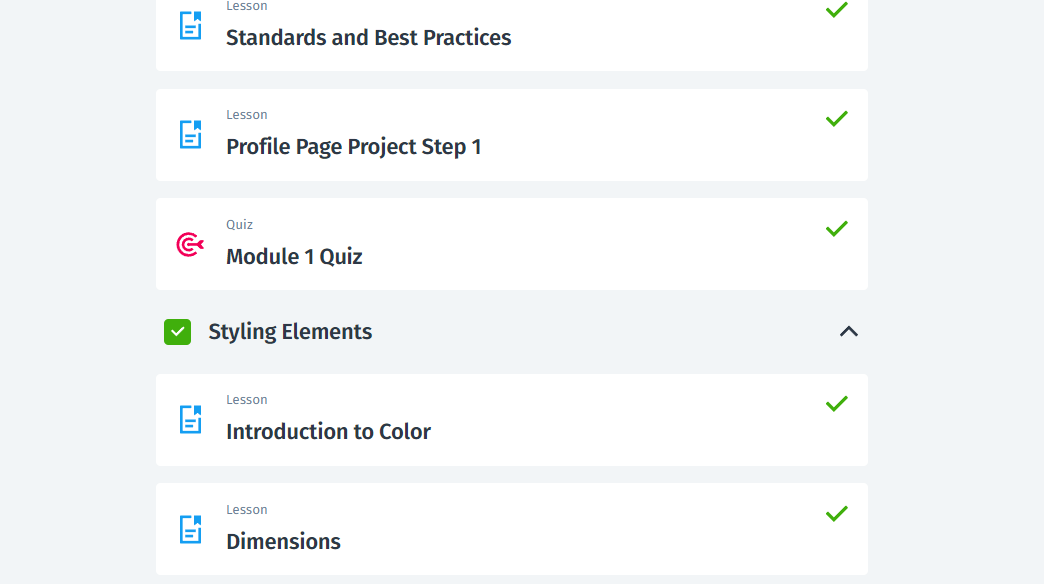 Lesson
Standards and Best Practices
Lesson
Profile Page Project Step 1
Quiz
Module 1 Quiz
Styling Elements
Lesson
Introduction to Color
Lesson
Dimensions